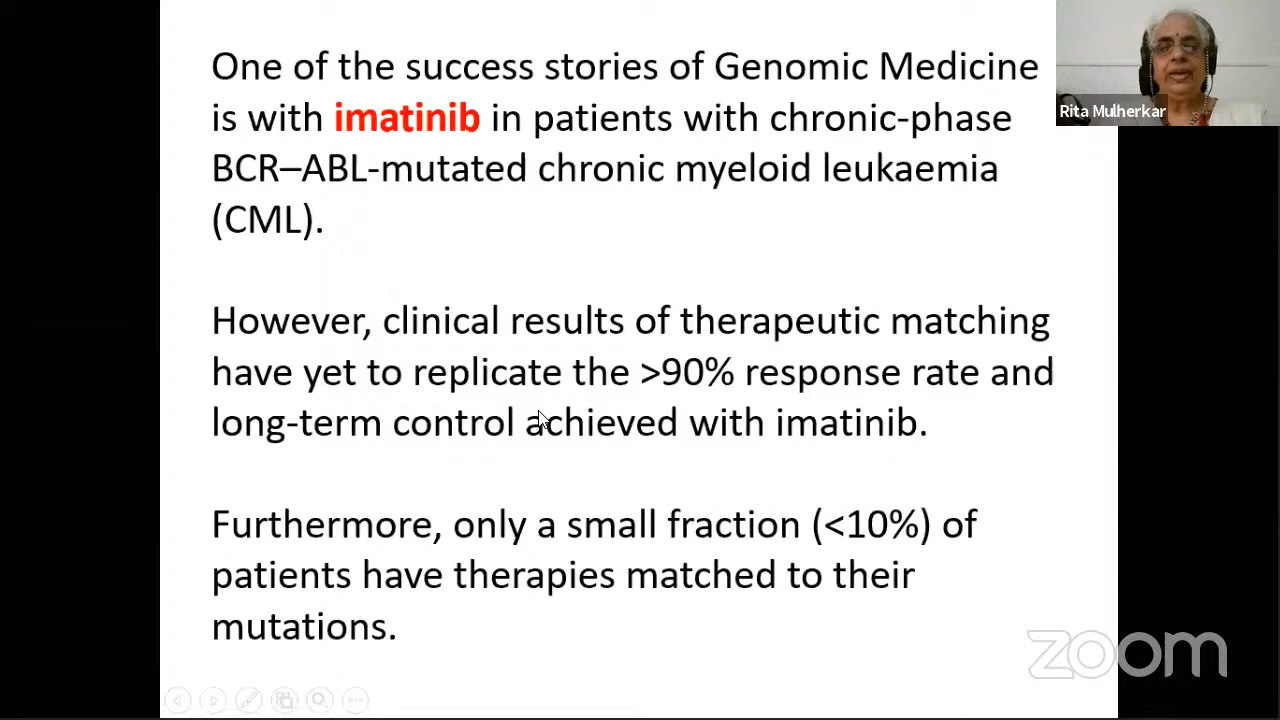 One of the success stories of Genomic Medicine
is with imatinib in patients with chronic-phase
BCR–ABL-mutated chronic myeloid leukaemia
(CML).
However, clinical results of therapeutic matching
have yet to replicate the >90% response rate and
long-term control achieved with imatinib.
Furthermore, only a small fraction (<10%) of
patients have therapies matched to their
mutations.
Rita Mulherkar
zoom